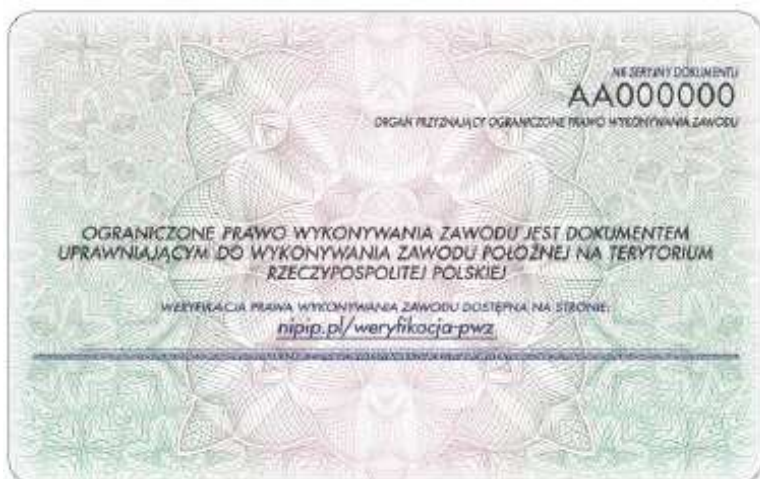 NR SERYJNY DOKUMENTU
AA000000
ORGAN PRZYZNAJĄCY OGRANICZONE PRAWO WYKONYWANIA ZAWODU
OGRANICZONE PRAWO WYKONYWANIA ZAWODU JEST DOKUMENTEM
UPRAWNIAJĄCYM DO WYKONYWANIA ZAWODU POŁOŻNEJ NA TERYTORIUM
RZECZYPOSPOLITEJ POLSKIEJ
WERYFIKACJA PRAWA WYKONYWANIA ZAWODU DOSTĘPNA NA STRONIE:
nipip.pl/weryfikacja-pwz